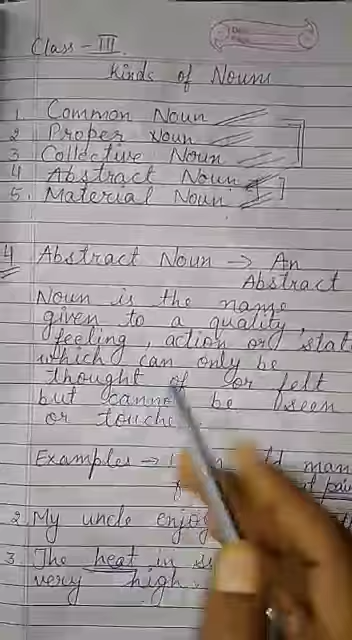 Class - III
Kinds of Nouns
1. Common Noun
2 Proper Noun
3 Collective Noun
4 Abstract Noun
5. Material Noun
4 Abstract Noun → An
Abstract
Noun is the name
given to a quality,
feeling, action or
which can only be
thought of or felt
but cannot be seen
or
Examples →
man
2 My uncle
3 The heat in
very high.